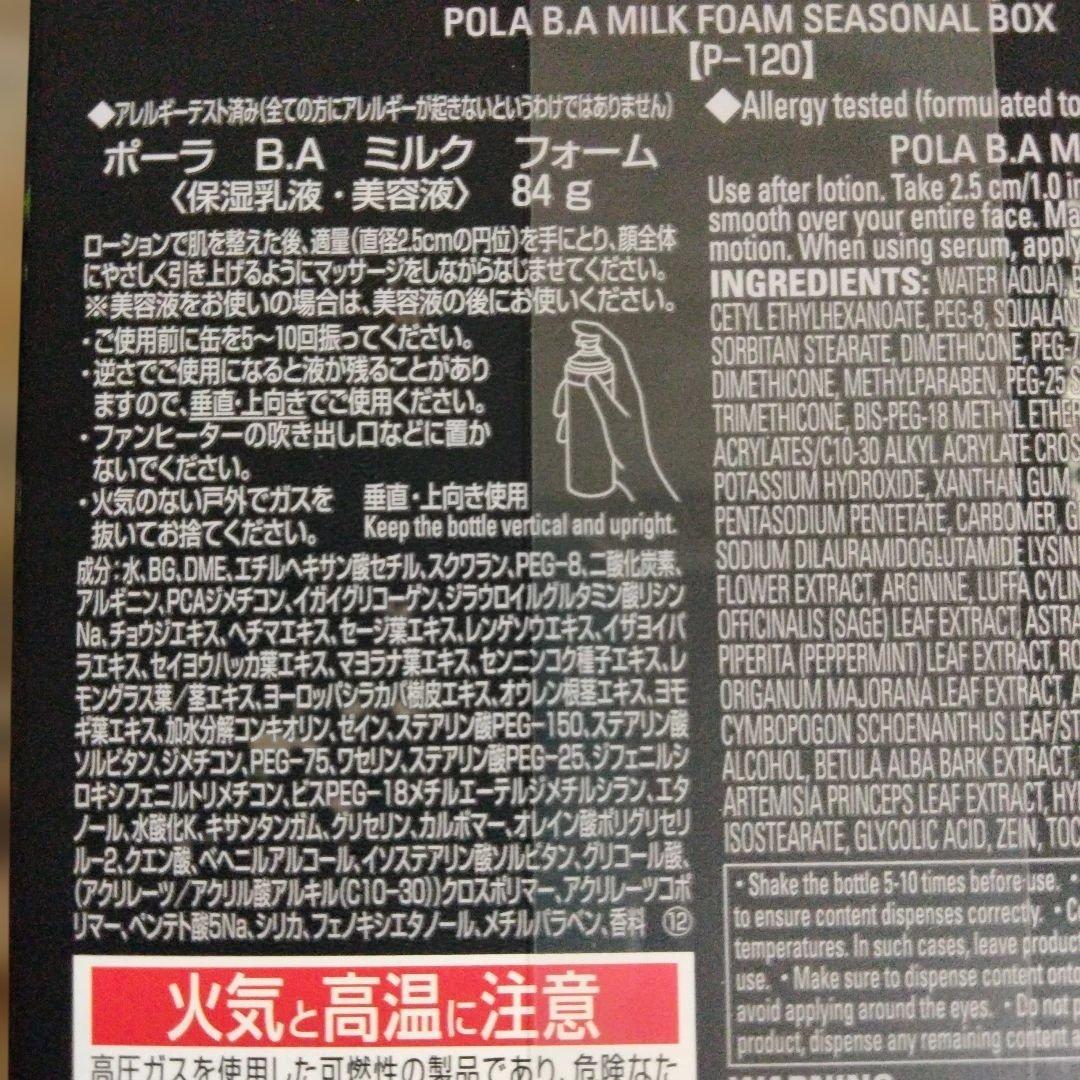 POLA B.A MILK FOAM SEASONAL BOX
【P-120】
◆アレルギーテスト済み(全ての方にアレルギーが起きないというわけではありません)
ポーラ B.A ミルク フォーム
〈保湿乳液・美容液〉 84g
ローションで肌を整えた後、適量(直径2.5cmの円位)を手にとり、顔全体
にやさしく引き上げるようにマッサージをしながらなじませてください。
※美容液をお使いの場合は、美容液の後にお使いください。
・ご使用前に缶を5〜10回振ってください。
・逆さでご使用になると液が残ることがあり
ますので、垂直・上向きでご使用ください。
・ファンヒーターの吹き出し口などに置か
ないでください。
・火気のない戸外でガスを
抜いてお捨てください。
垂直・上向き使用
Keep the bottle vertical and upright.
成分:水、BG、DME、エチルヘキサン酸セチル、スクワラン、PEG-8、二酸化炭素、
アルギニン、PCAジメチコン、イガイグリコーゲン、ジラウロイルグルタミン酸リシン
Na、チョウジエキス、ヘチマエキス、セージ葉エキス、レンゲソウエキス、イザヨイバ
ラエキス、セイヨウハッカ葉エキス、マヨラナ葉エキス、センニンコク種子エキス、レ
モングラス葉/茎エキス、ヨーロッパシラカバ樹皮エキス、オウレン根茎エキス、ヨモ
ギ葉エキス、加水分解コンキオリン、ゼイン、ステアリン酸PEG-150、ステアリン酸
ソルビタン、ジメチコン、PEG-75、ワセリン、ステアリン酸PEG-25、ジフェニルシ
ロキシフェニルトリメチコン、ビスPEG-18メチルエーテルジメチルシラン、エタ
ノール、水酸化K、キサンタンガム、グリセリン、カルボマー、オレイン酸ポリグリセリ
ル-2、クエン酸、ベヘニルアルコール、イソステアリン酸ソルビタン、グリコール酸、
(アクリレーツ/アクリル酸アルキル(C10-30))クロスポリマー、アクリレーツコポ
リマー、ペンテト酸5Na、シリカ、フェノキシエタノール、メチルパラベン、香料 ⑫
火気と高温に注意
高圧ガスを使用した可燃性の製品であり、危険なた
◆Allergy tested (formulated to
POLA B.A M
Use after lotion. Take 2.5 cm/1.0 in
smooth over your entire face. Ma
motion. When using serum, apply
INGREDIENTS: WATER (AQUA),
CETYL ETHYLHEXANOATE, PEG-8, SQUALAN
SORBITAN STEARATE, DIMETHICONE, PEG-7
DIMETHICONE, METHYLPARABEN, PEG-25 S
TRIMETHICONE, BIS-PEG-18 METHYL ETHER
ACRYLATES/C10-30 ALKYL ACRYLATE CROS
POTASSIUM HYDROXIDE, XANTHAN GUM,
PENTASODIUM PENTETATE, CARBOMER, G
SODIUM DILAURAMIDOGLUTAMIDE LYSIN
FLOWER EXTRACT, ARGININE, LUFFA CYLIN
OFFICINALIS (SAGE) LEAF EXTRACT, ASTRA
PIPERITA (PEPPERMINT) LEAF EXTRACT, RO
ORIGANUM MAJORANA LEAF EXTRACT, A
CYMBOPOGON SCHOENANTHUS LEAF/ST
ALCOHOL, BETULA ALBA BARK EXTRACT,
ARTEMISIA PRINCEPS LEAF EXTRACT, HY
ISOSTEARATE, GLYCOLIC ACID, ZEIN, TOC
・Shake the bottle 5-10 times before use. ・
to ensure content dispenses correctly. ・C
temperatures. In such cases, leave product
use. ・Make sure to dispense content onto
avoid applying around the eyes. ・Do not p
product, dispense any remaining content a